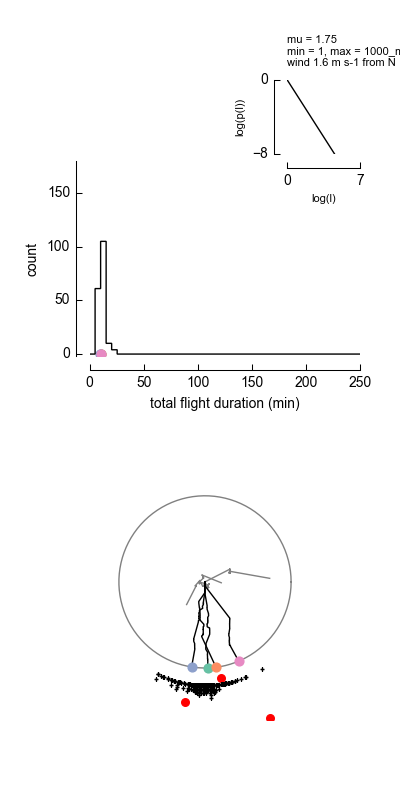 mu = 1.75
min = 1, max = 1000_m
wind 1.6 m s-1 from N
0
log(p(l))
−8
0 7
log(l)
150
100
count
50
0
0 50 100 150 200 250
total flight duration (min)